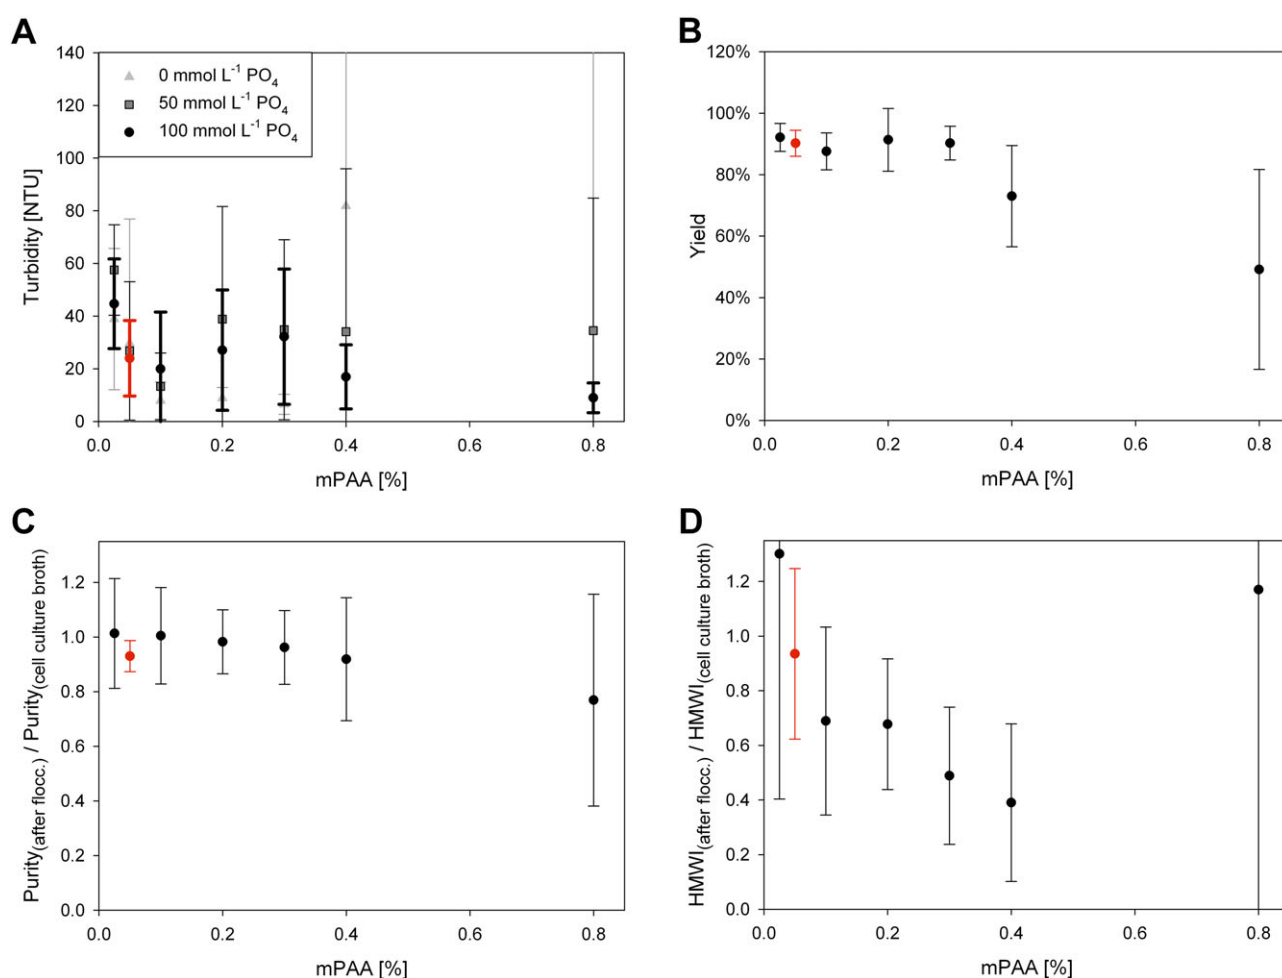 A
140
120
100
80
60
40
20
0
Turbidity [NTU]
0 mmol L⁻¹ PO₄
50 mmol L⁻¹ PO₄
100 mmol L⁻¹ PO₄
0.0 0.2 0.4 0.6 0.8
mPAA [%]
B
120%
100%
80%
60%
40%
20%
0%
Yield
0.0 0.2 0.4 0.6 0.8
mPAA [%]
C
1.2
1.0
0.8
0.6
0.4
0.2
0.0
Purity(after flocc.) / Purity(cell culture broth)
0.0 0.2 0.4 0.6 0.8
mPAA [%]
D
1.2
1.0
0.8
0.6
0.4
0.2
0.0
HMWI(after flocc.) / HMWI(cell culture broth)
0.0 0.2 0.4 0.6 0.8
mPAA [%]